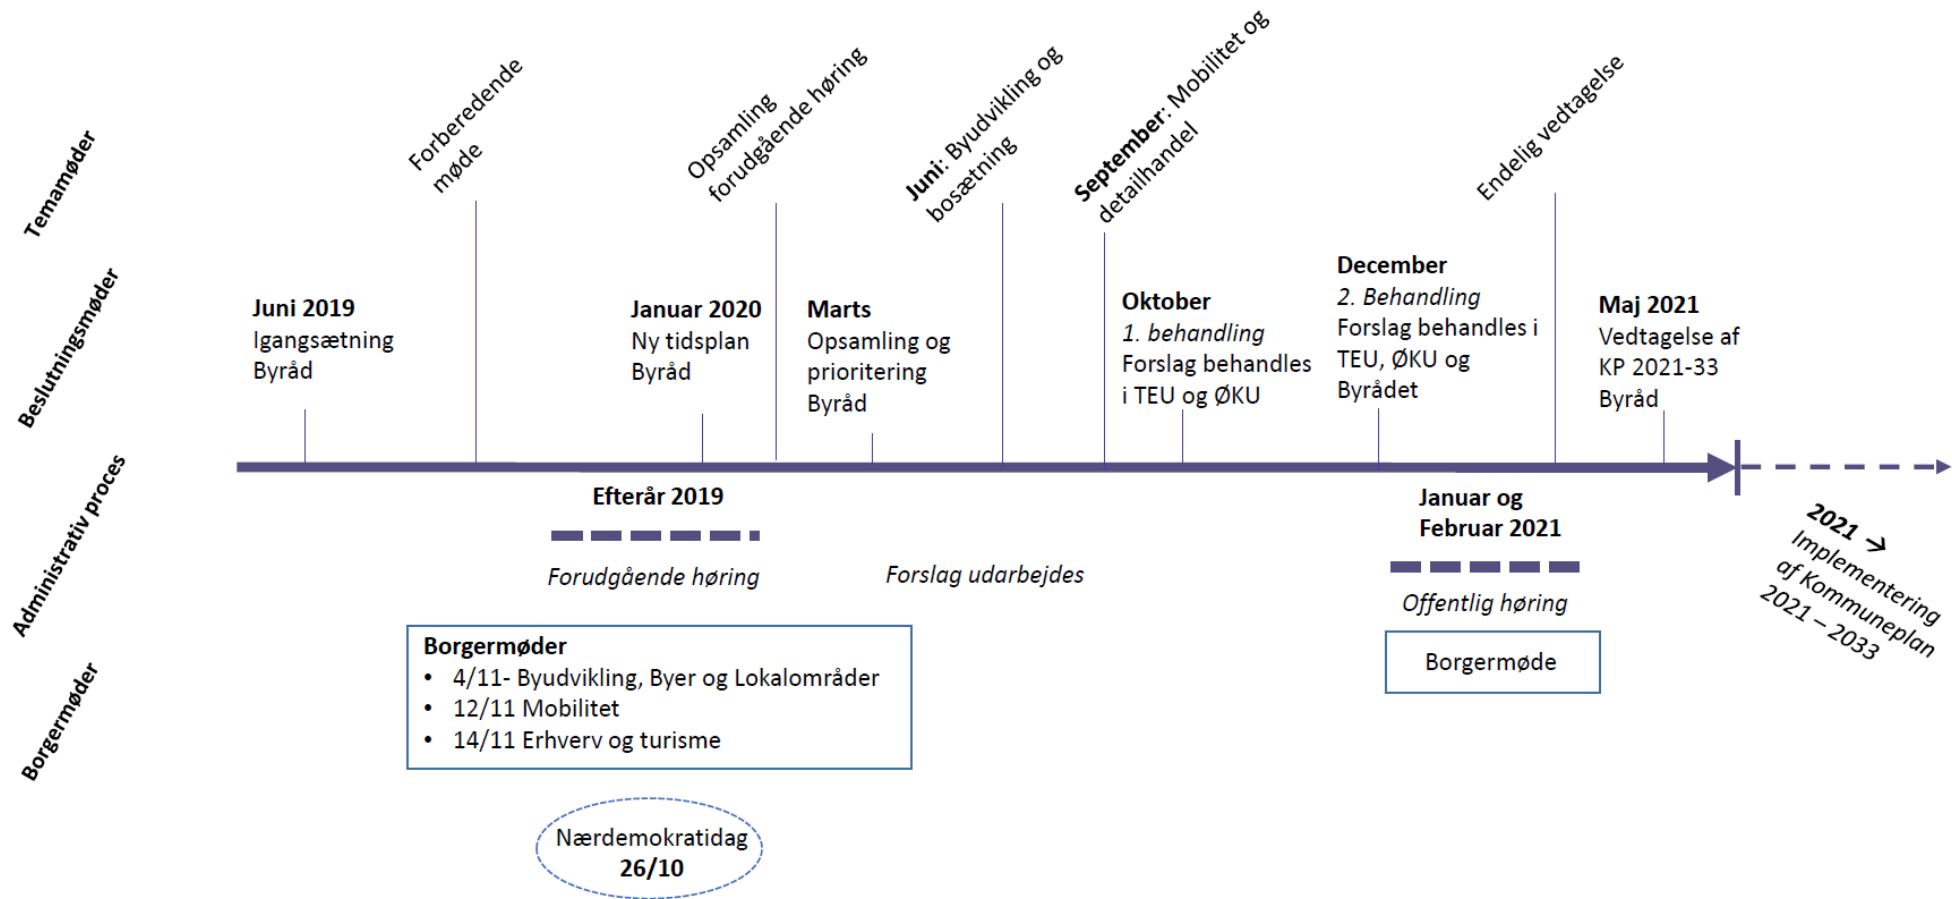 Temamøder
Forberedende
møde
Opsamling
forudgående høring
Juni: Byudvikling og
bosætning
September: Mobilitet og
detailhandel
Endelig vedtagelse
Beslutningsmøder
Juni 2019
Igangsætning
Byråd
Januar 2020
Ny tidsplan
Byråd
Marts
Opsamling og
prioritering
Byråd
Oktober
1. behandling
Forslag behandles
i TEU og ØKU
December
2. Behandling
Forslag behandles i
TEU, ØKU og
Byrådet
Maj 2021
Vedtagelse af
KP 2021-33
Byråd
Administrativ proces
Efterår 2019
Forudgående høring
Forslag udarbejdes
Januar og
Februar 2021
Offentlig høring
2021 →
Implementering
af Kommuneplan
2021 – 2033
Borgermøder
Borgermøder
• 4/11- Byudvikling, Byer og Lokalområder
• 12/11 Mobilitet
• 14/11 Erhverv og turisme
Borgermøde
Nærdemokratidag
26/10